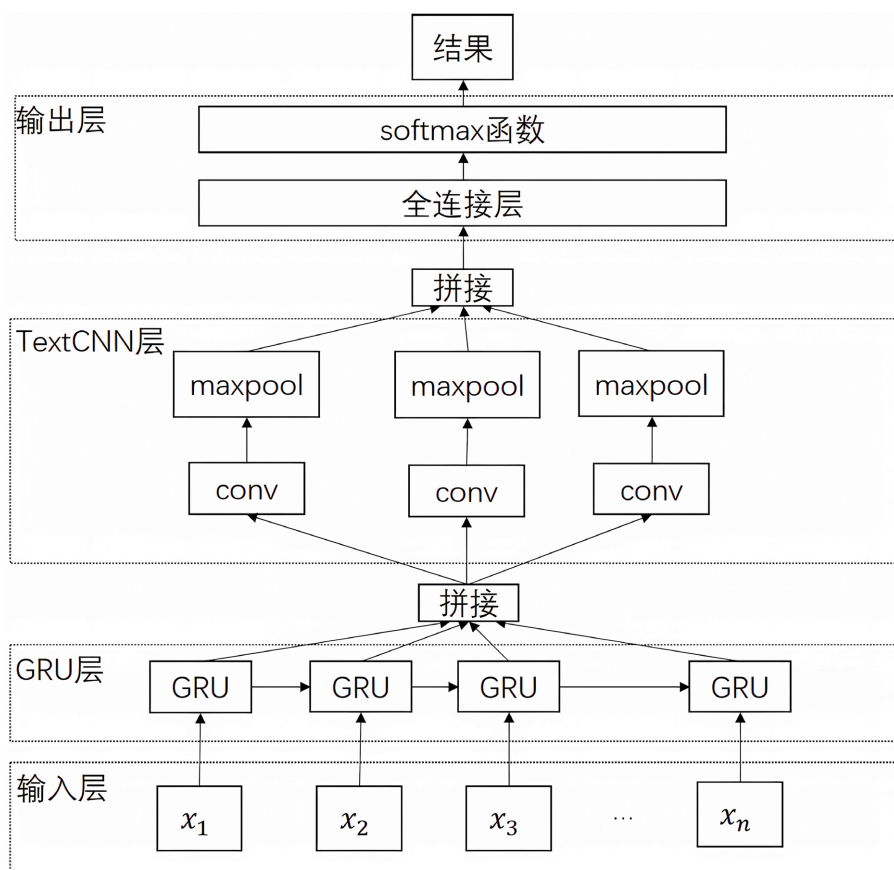 结果
输出层
softmax函数
全连接层
拼接
TextCNN层
maxpool maxpool maxpool
conv conv conv
拼接
GRU层
GRU GRU GRU GRU
输入层
x₁ x₂ x₃ ... xₙ